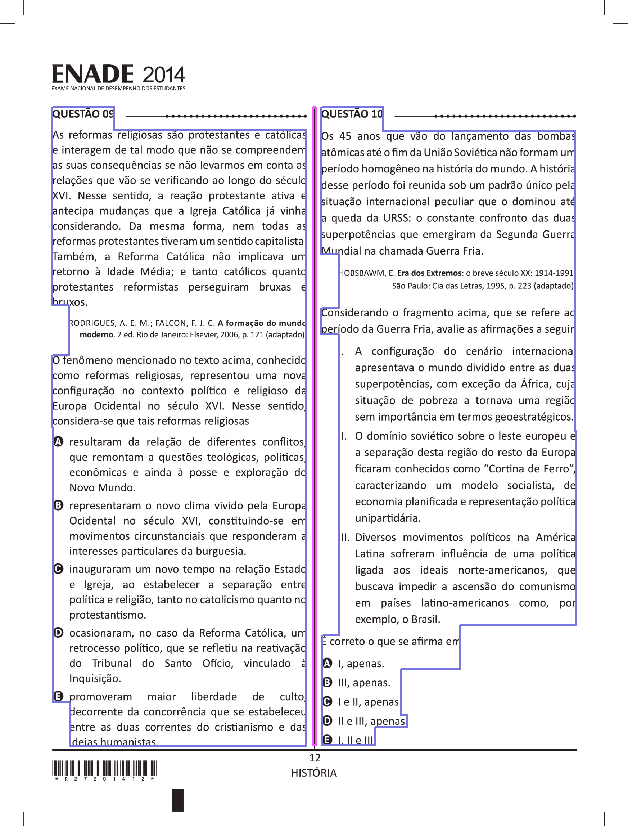 ENADE 2014
EXAME NACIONAL DE DESEMPENHO DOS ESTUDANTES
QUESTÃO 09
As reformas religiosas são protestantes e católicas
e interagem de tal modo que não se compreendem
as suas consequências se não levarmos em conta as
relações que vão se verificando ao longo do século
XVI. Nesse sentido, a reação protestante ativa e
antecipa mudanças que a Igreja Católica já vinha
considerando. Da mesma forma, nem todas as
reformas protestantes tiveram um sentido capitalista.
Também, a Reforma Católica não implicava um
retorno à Idade Média; e tanto católicos quanto
protestantes reformistas perseguiram bruxas e
bruxos.
RODRIGUES, A. E. M.; FALCON, F. J. C. A formação do mundo
moderno. 2 ed. Rio de Janeiro: Elsevier, 2006, p. 171 (adaptado)
O fenômeno mencionado no texto acima, conhecido
como reformas religiosas, representou uma nova
configuração no contexto político e religioso da
Europa Ocidental no século XVI. Nesse sentido,
considera-se que tais reformas religiosas
A resultaram da relação de diferentes conflitos,
que remontam a questões teológicas, políticas,
econômicas e ainda à posse e exploração do
Novo Mundo.
B representaram o novo clima vivido pela Europa
Ocidental no século XVI, constituindo-se em
movimentos circunstanciais que responderam a
interesses particulares da burguesia.
C inauguraram um novo tempo na relação Estado
e Igreja, ao estabelecer a separação entre
política e religião, tanto no catolicismo quanto no
protestantismo.
D ocasionaram, no caso da Reforma Católica, um
retrocesso político, que se refletiu na reativação
do Tribunal do Santo Ofício, vinculado à
Inquisição.
E promoveram maior liberdade de culto,
decorrente da concorrência que se estabeleceu
entre as duas correntes do cristianismo e das
ideias humanistas.
QUESTÃO 10
Os 45 anos que vão do lançamento das bombas
atômicas até o fim da União Soviética não formam um
período homogêneo na história do mundo. A história
desse período foi reunida sob um padrão único pela
situação internacional peculiar que o dominou até
a queda da URSS: o constante confronto das duas
superpotências que emergiram da Segunda Guerra
Mundial na chamada Guerra Fria.
HOBSBAWM, E. Era dos Extremos: o breve século XX: 1914-1991.
São Paulo: Cia das Letras, 1995, p. 223 (adaptado)
Considerando o fragmento acima, que se refere ao
período da Guerra Fria, avalie as afirmações a seguir.
I. A configuração do cenário internacional
apresentava o mundo dividido entre as duas
superpotências, com exceção da África, cuja
situação de pobreza a tornava uma região
sem importância em termos geoestratégicos.
II. O domínio soviético sobre o leste europeu e
a separação desta região do resto da Europa
ficaram conhecidos como “Cortina de Ferro”,
caracterizando um modelo socialista, de
economia planificada e representação política
unipartidária.
III. Diversos movimentos políticos na América
Latina sofreram influência de uma política
ligada aos ideais norte-americanos, que
buscava impedir a ascensão do comunismo
em países latino-americanos como, por
exemplo, o Brasil.
É correto o que se afirma em
A I, apenas.
B III, apenas.
C I e II, apenas.
D II e III, apenas.
E I, II e III.
12
HISTÓRIA
*R2720141 2*